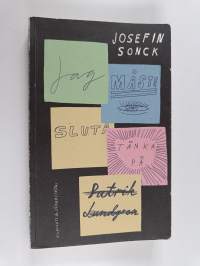 JOSEFIN
SONCK
Jag
MÅSTE
SLUTA
TÄNKA
PÅ
Patrik
Lundgren